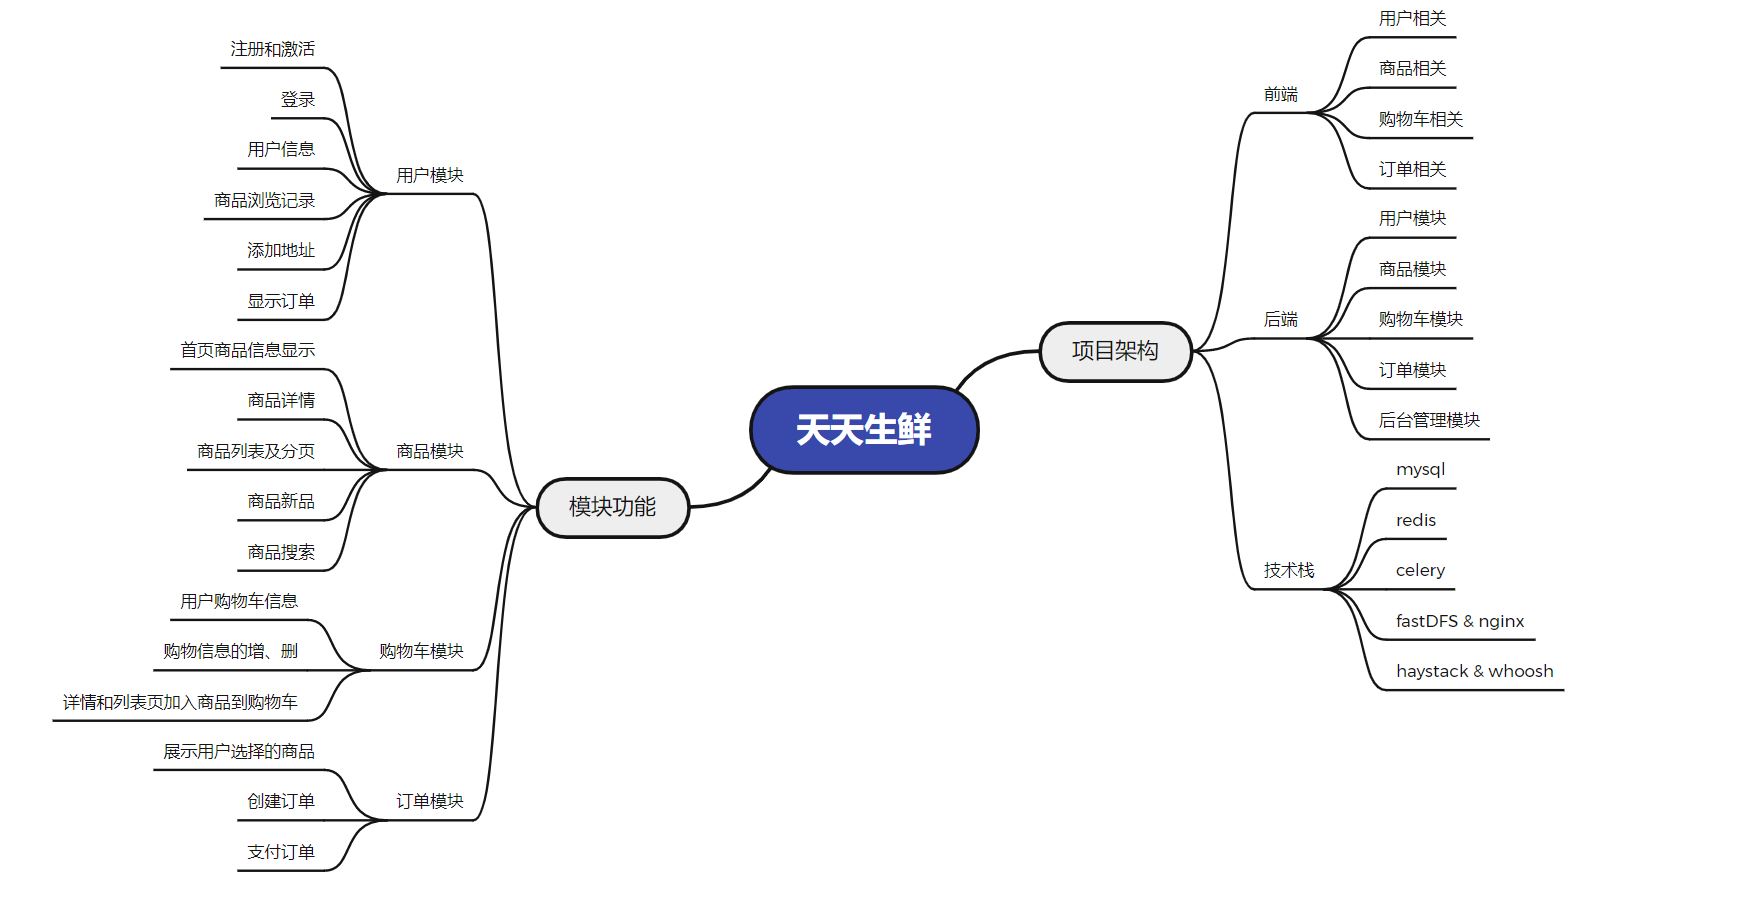 天天生鲜
项目架构
前端
用户相关
商品相关
购物车相关
订单相关
后端
用户模块
商品模块
购物车模块
订单模块
后台管理模块
技术栈
mysql
redis
celery
fastDFS & nginx
haystack & whoosh
模块功能
用户模块
注册和激活
登录
用户信息
商品浏览记录
添加地址
显示订单
商品模块
首页商品信息显示
商品详情
商品列表及分页
商品新品
商品搜索
购物车模块
用户购物车信息
购物信息的增、删
详情和列表页加入商品到购物车
订单模块
展示用户选择的商品
创建订单
支付订单